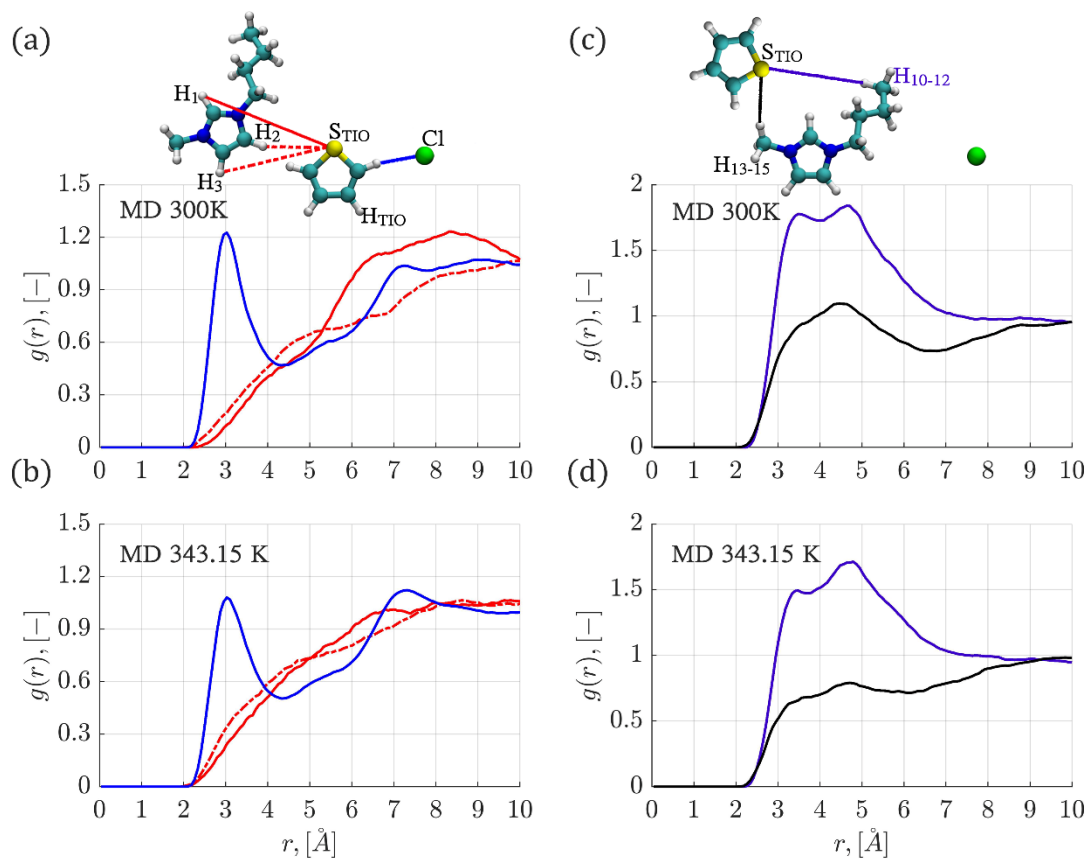 (a)
H1
H2
H3
STIO
Cl
HTIO
MD 300K
1.5
1.2
0.9
0.6
0.3
0
g(r), [−]
0 1 2 3 4 5 6 7 8 9 10
(b)
MD 343.15 K
1.5
1.2
0.9
0.6
0.3
0
g(r), [−]
0 1 2 3 4 5 6 7 8 9 10
r, [Å]
(c)
STIO
H10−12
H13−15
MD 300K
2
1.5
1
0.5
0
g(r), [−]
0 1 2 3 4 5 6 7 8 9 10
(d)
MD 343.15 K
2
1.5
1
0.5
0
g(r), [−]
0 1 2 3 4 5 6 7 8 9 10
r, [Å]